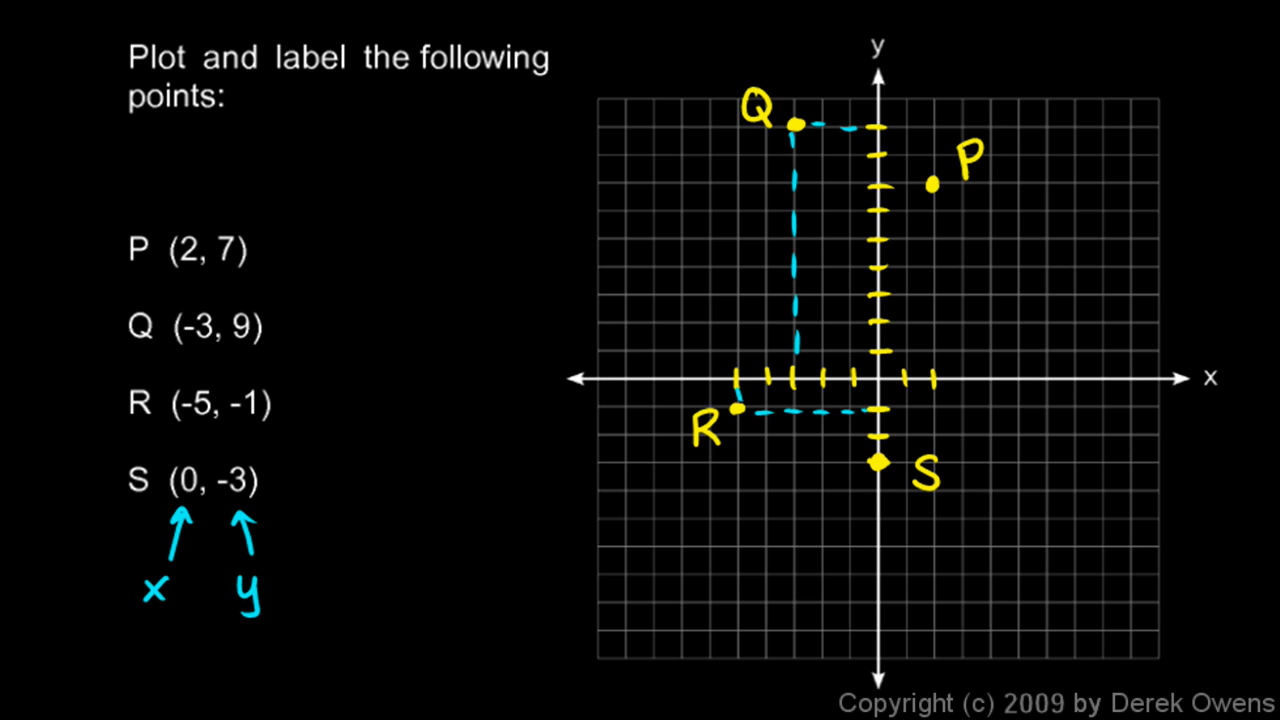 Plot and label the following
points:
P (2, 7)
Q (-3, 9)
R (-5, -1)
S (0, -3)
x y
y
Q
P
x
R
S
Copyright (c) 2009 by Derek Owens